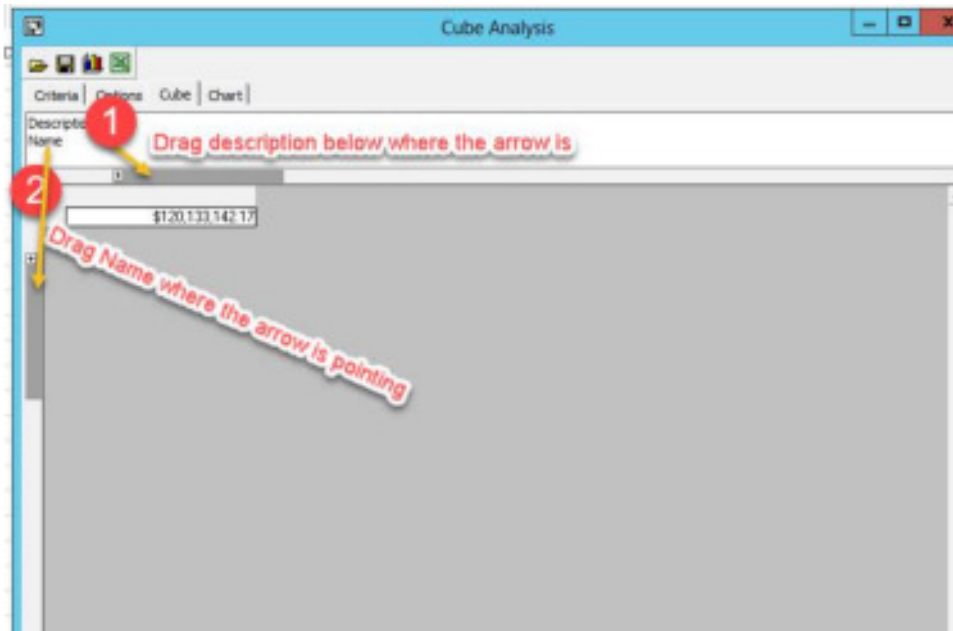 Cube Analysis
Criteria Options Cube Chart
Descriptio
1
Name
Drag description below where the arrow is
2
$120,133,142.17
Drag Name where the arrow is pointing